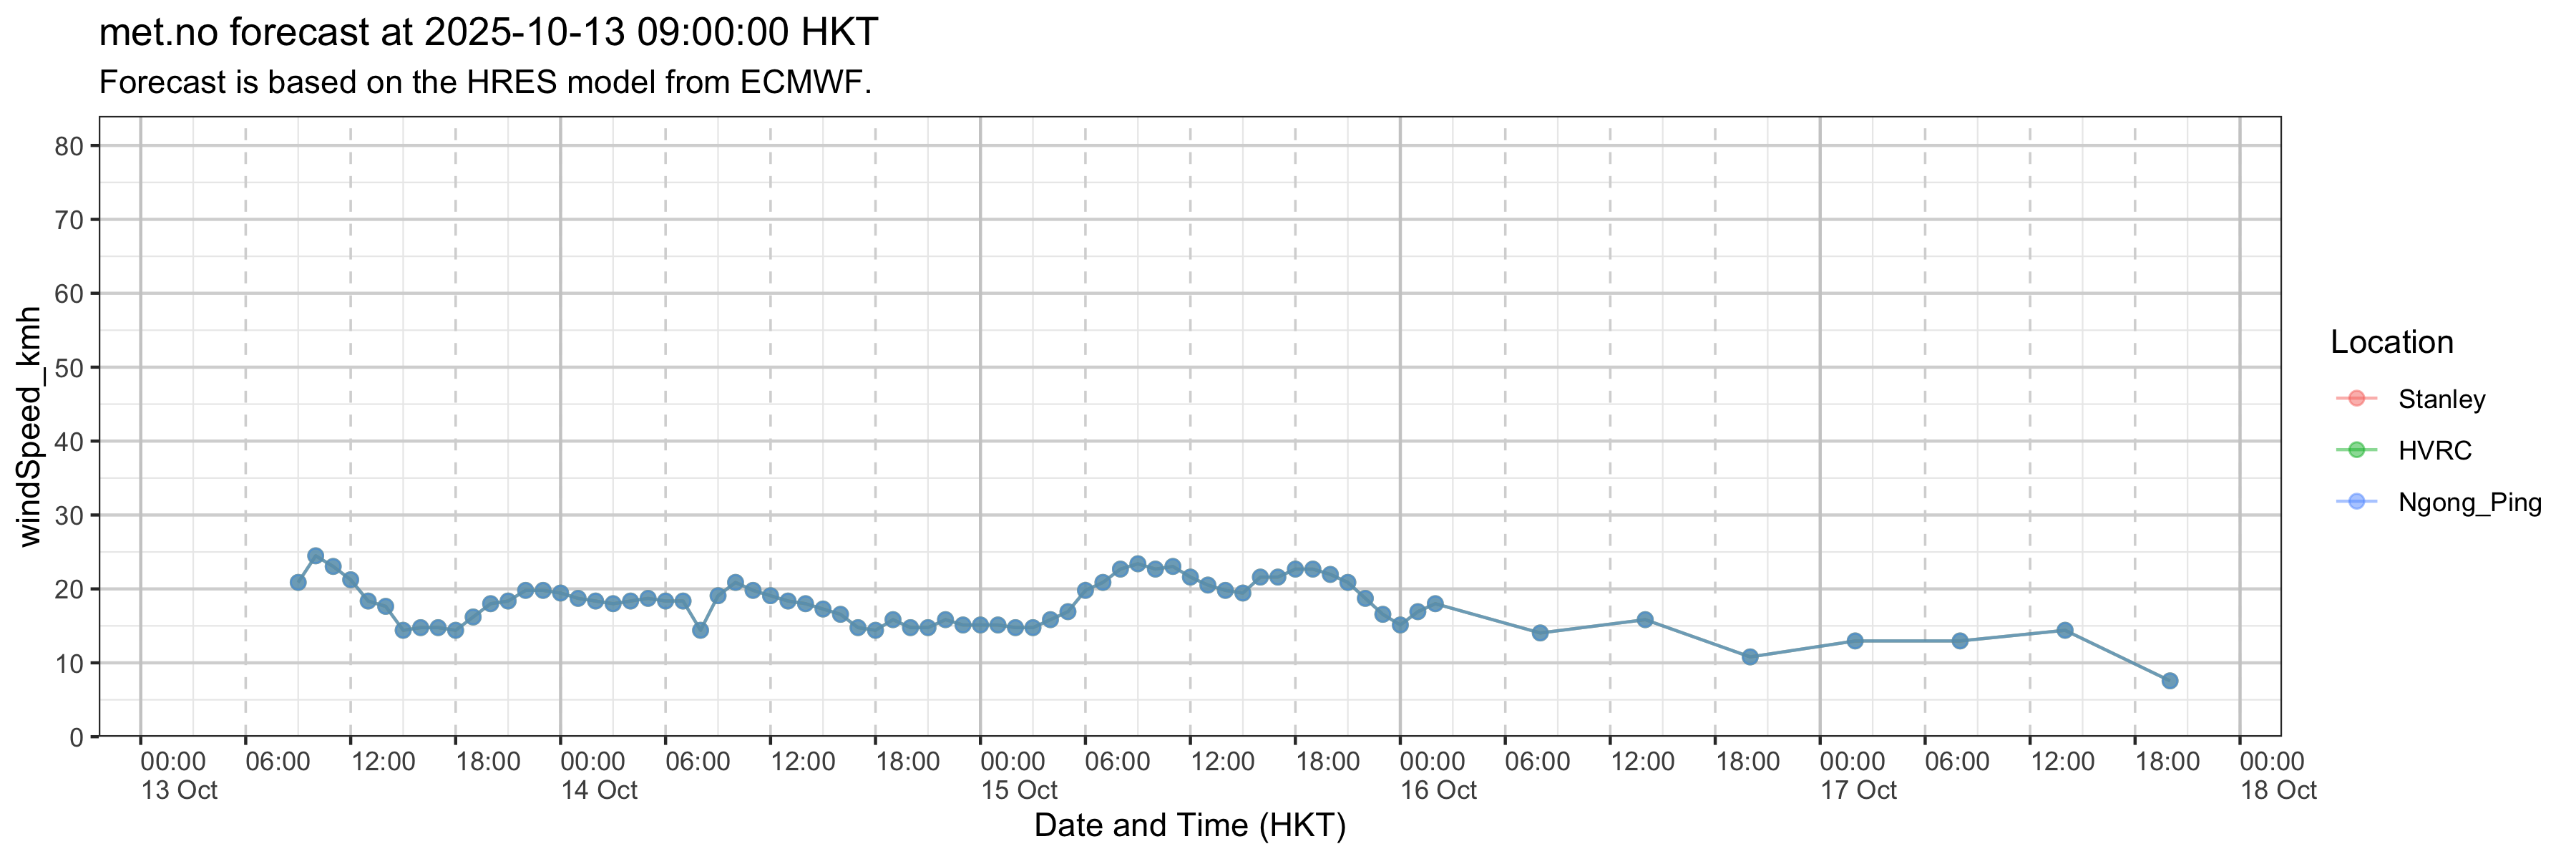 met.no forecast at 2025-10-13 09:00:00 HKT
Forecast is based on the HRES model from ECMWF.
windSpeed_kmh
80
70
60
50
40
30
20
10
0
00:00 06:00 12:00 18:00 00:00 06:00 12:00 18:00 00:00 06:00 12:00 18:00 00:00 06:00 12:00 18:00 00:00 06:00 12:00 18:00 00:00
13 Oct 14 Oct 15 Oct 16 Oct 17 Oct 18 Oct
Date and Time (HKT)
Location
Stanley
HVRC
Ngong_Ping